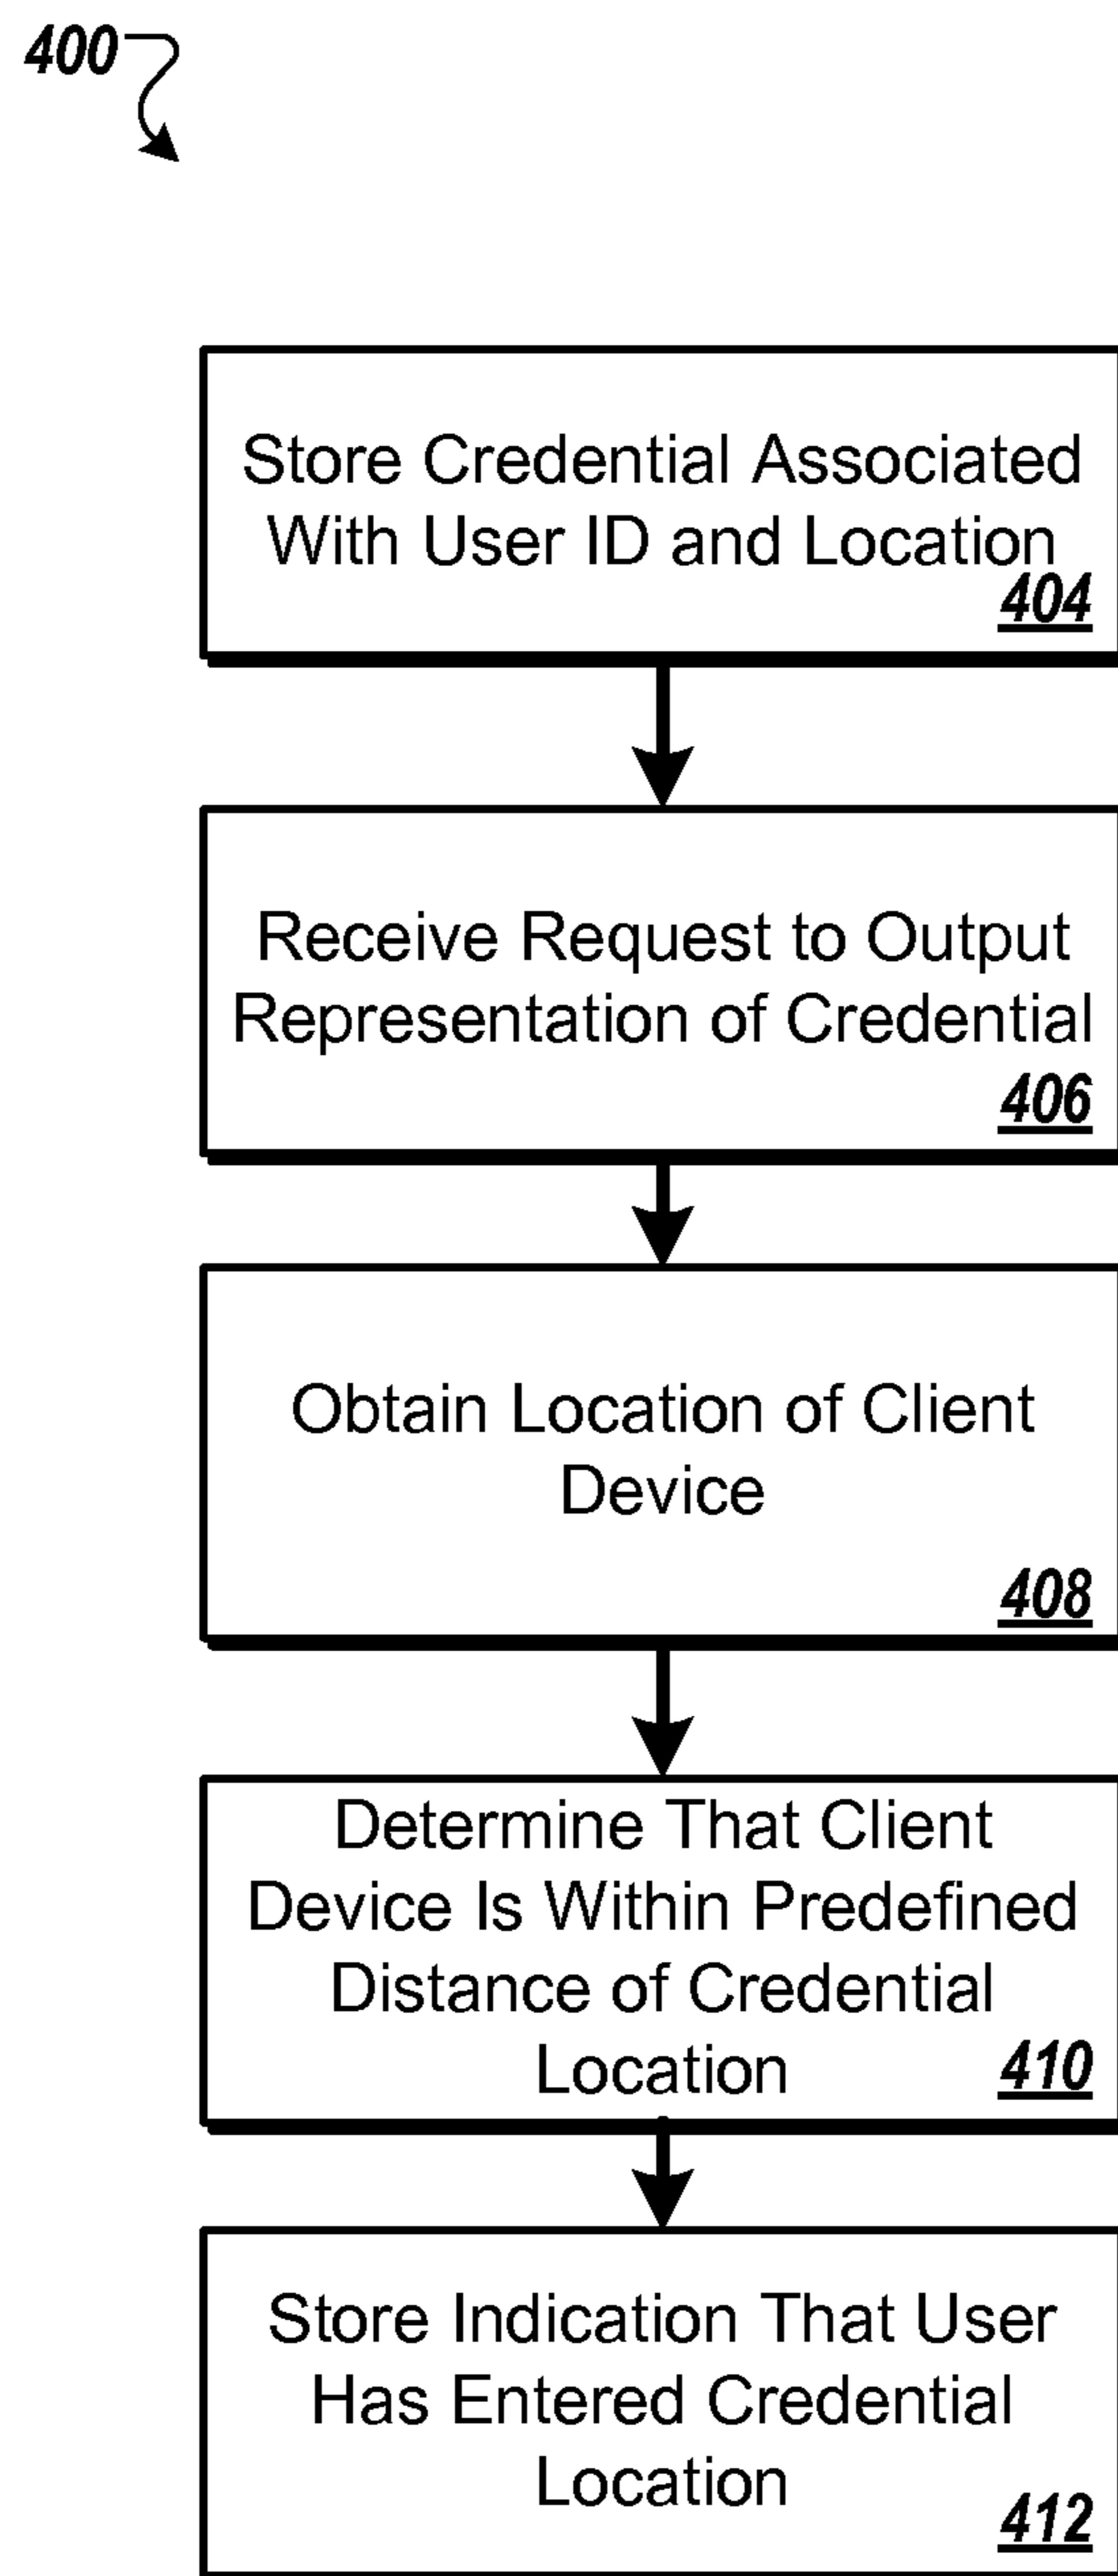 400
Store Credential Associated
With User ID and Location
404
Receive Request to Output
Representation of Credential
406
Obtain Location of Client
Device
408
Determine That Client
Device Is Within Predefined
Distance of Credential
Location
410
Store Indication That User
Has Entered Credential
Location
412